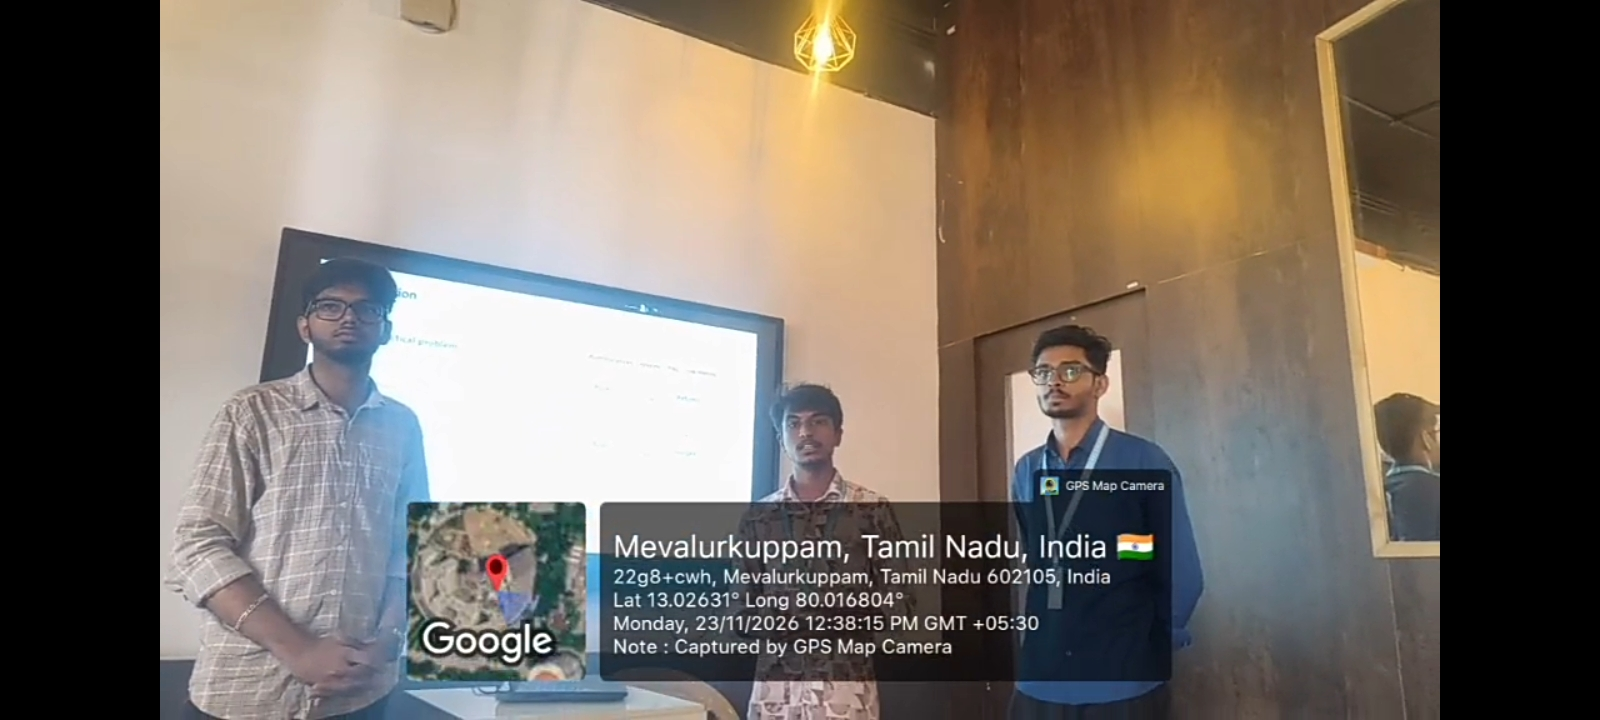 problem
GPS Map Camera
Mevalurkuppam, Tamil Nadu, India
22g8+cwh, Mevalurkuppam, Tamil Nadu 602105, India
Lat 13.02631° Long 80.016804°
Monday, 23/11/2026 12:38:15 PM GMT +05:30
Note : Captured by GPS Map Camera
Google